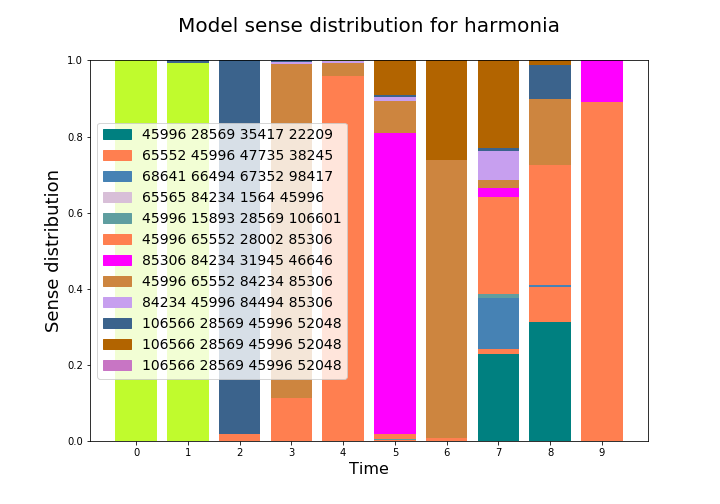 Model sense distribution for harmonia
1.0
0.8
0.6
0.4
0.2
0.0
Sense distribution
45996 28569 35417 22209
65552 45996 47735 38245
68641 66494 67352 98417
65565 84234 1564 45996
45996 15893 28569 106601
45996 65552 28002 85306
85306 84234 31945 46646
45996 65552 84234 85306
84234 45996 84494 85306
106566 28569 45996 52048
106566 28569 45996 52048
106566 28569 45996 52048
0 1 2 3 4 5 6 7 8 9
Time